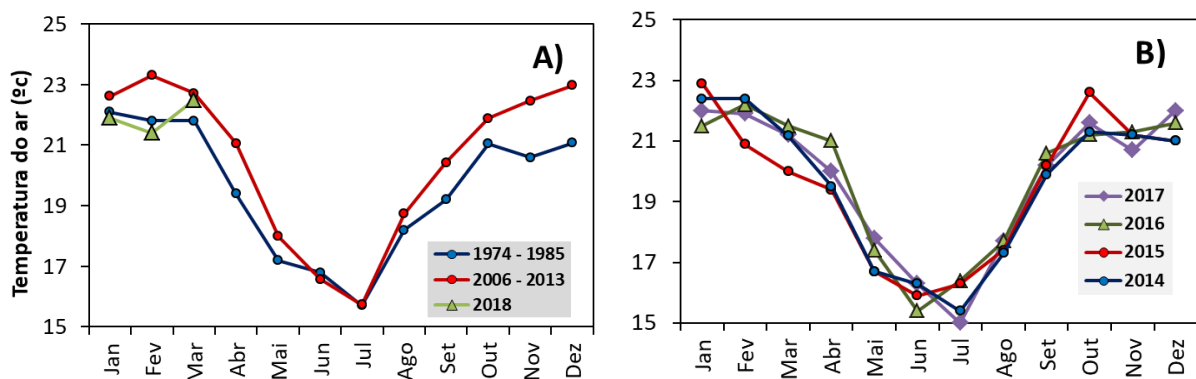 Temperatura do ar (ºc)
25
23
21
19
17
15
A)
1974 - 1985
2006 - 2013
2018
Jan
Fev
Mar
Abr
Mai
Jun
Jul
Ago
Set
Out
Nov
Dez
25
23
21
19
17
15
B)
2017
2016
2015
2014
Jan
Fev
Mar
Abr
Mai
Jun
Jul
Ago
Set
Out
Nov
Dez